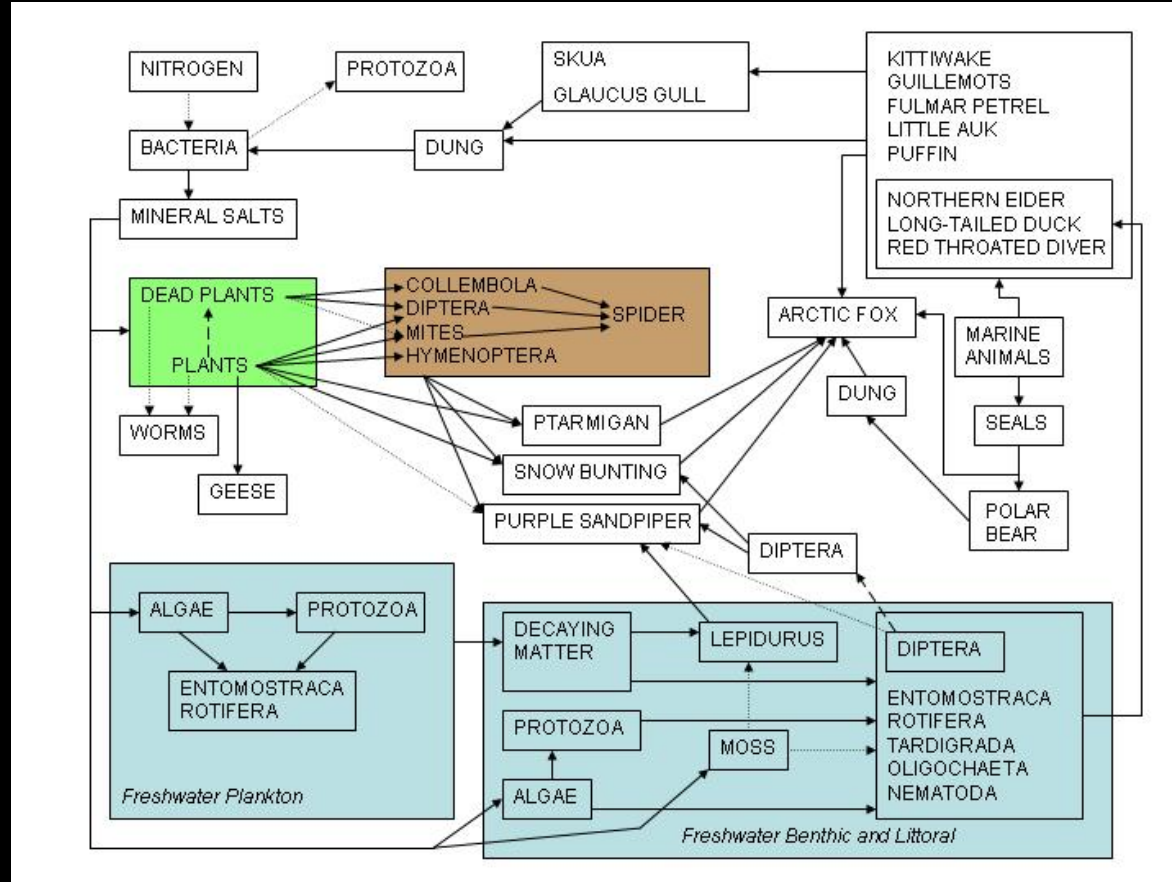 NITROGEN
PROTOZOA
SKUA
GLAUCUS GULL
KITTIWAKE
GUILLEMOTS
FULMAR PETREL
LITTLE AUK
PUFFIN
BACTERIA
DUNG
MINERAL SALTS
NORTHERN EIDER
LONG-TAILED DUCK
RED THROATED DIVER
DEAD PLANTS
PLANTS
COLLEMBOLA
DIPTERA
MITES
HYMENOPTERA
SPIDER
ARCTIC FOX
MARINE
ANIMALS
WORMS
PTARMIGAN
DUNG
SEALS
GEESE
SNOW BUNTING
PURPLE SANDPIPER
POLAR
BEAR
DIPTERA
ALGAE
PROTOZOA
ENTOMOSTRACA
ROTIFERA
Freshwater Plankton
DECAYING
MATTER
LEPIDURUS
DIPTERA
PROTOZOA
MOSS
ALGAE
ENTOMOSTRACA
ROTIFERA
TARDIGRADA
OLIGOCHAETA
NEMATODA
Freshwater Benthic and Littoral